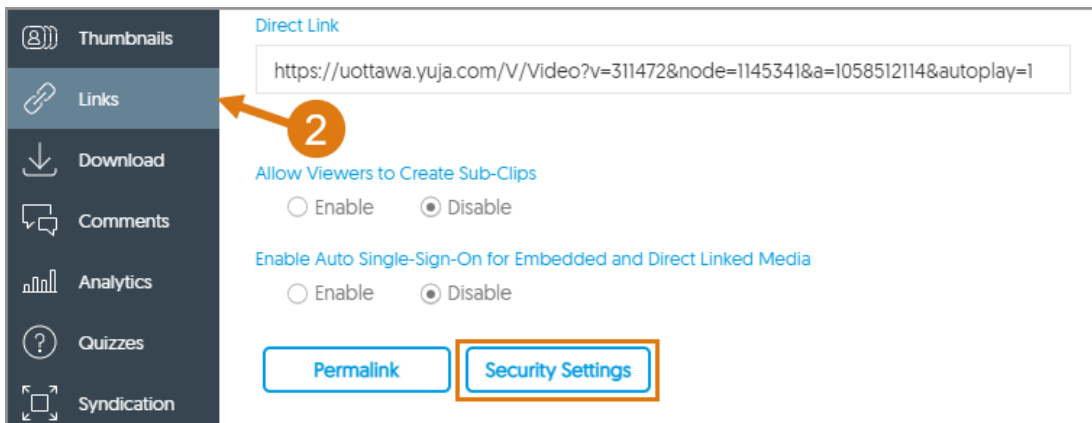 Thumbnails
Links
Download
Comments
Analytics
Quizzes
Syndication
2
Direct Link
https://uottawa.yuja.com/V/Video?v=311472&node=1145341&a=1058512114&autoplay=1
Allow Viewers to Create Sub-Clips
Enable Disable
Enable Auto Single-Sign-On for Embedded and Direct Linked Media
Enable Disable
Permalink Security Settings